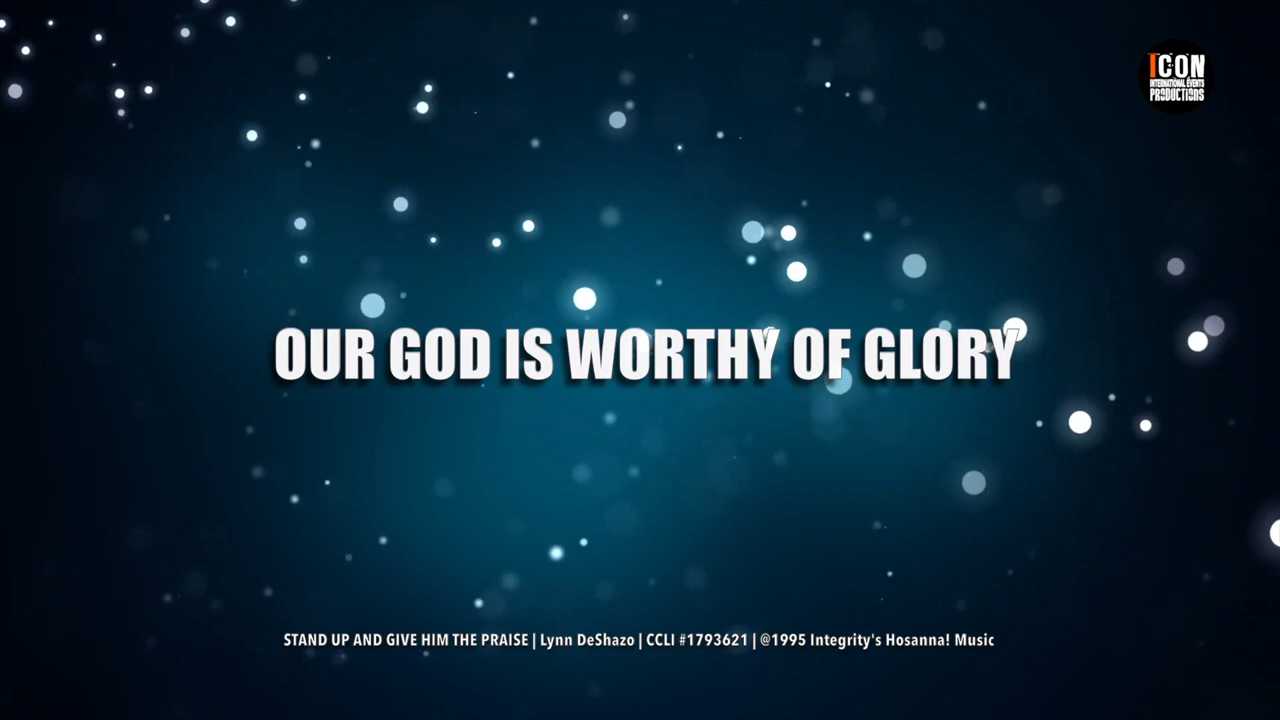 ICON
INTERNATIONAL EVENTS
PRODUCTIONS
OUR GOD IS WORTHY OF GLORY
STAND UP AND GIVE HIM THE PRAISE | Lynn DeShazo | CCLI #1793621 | @1995 Integrity's Hosanna! Music